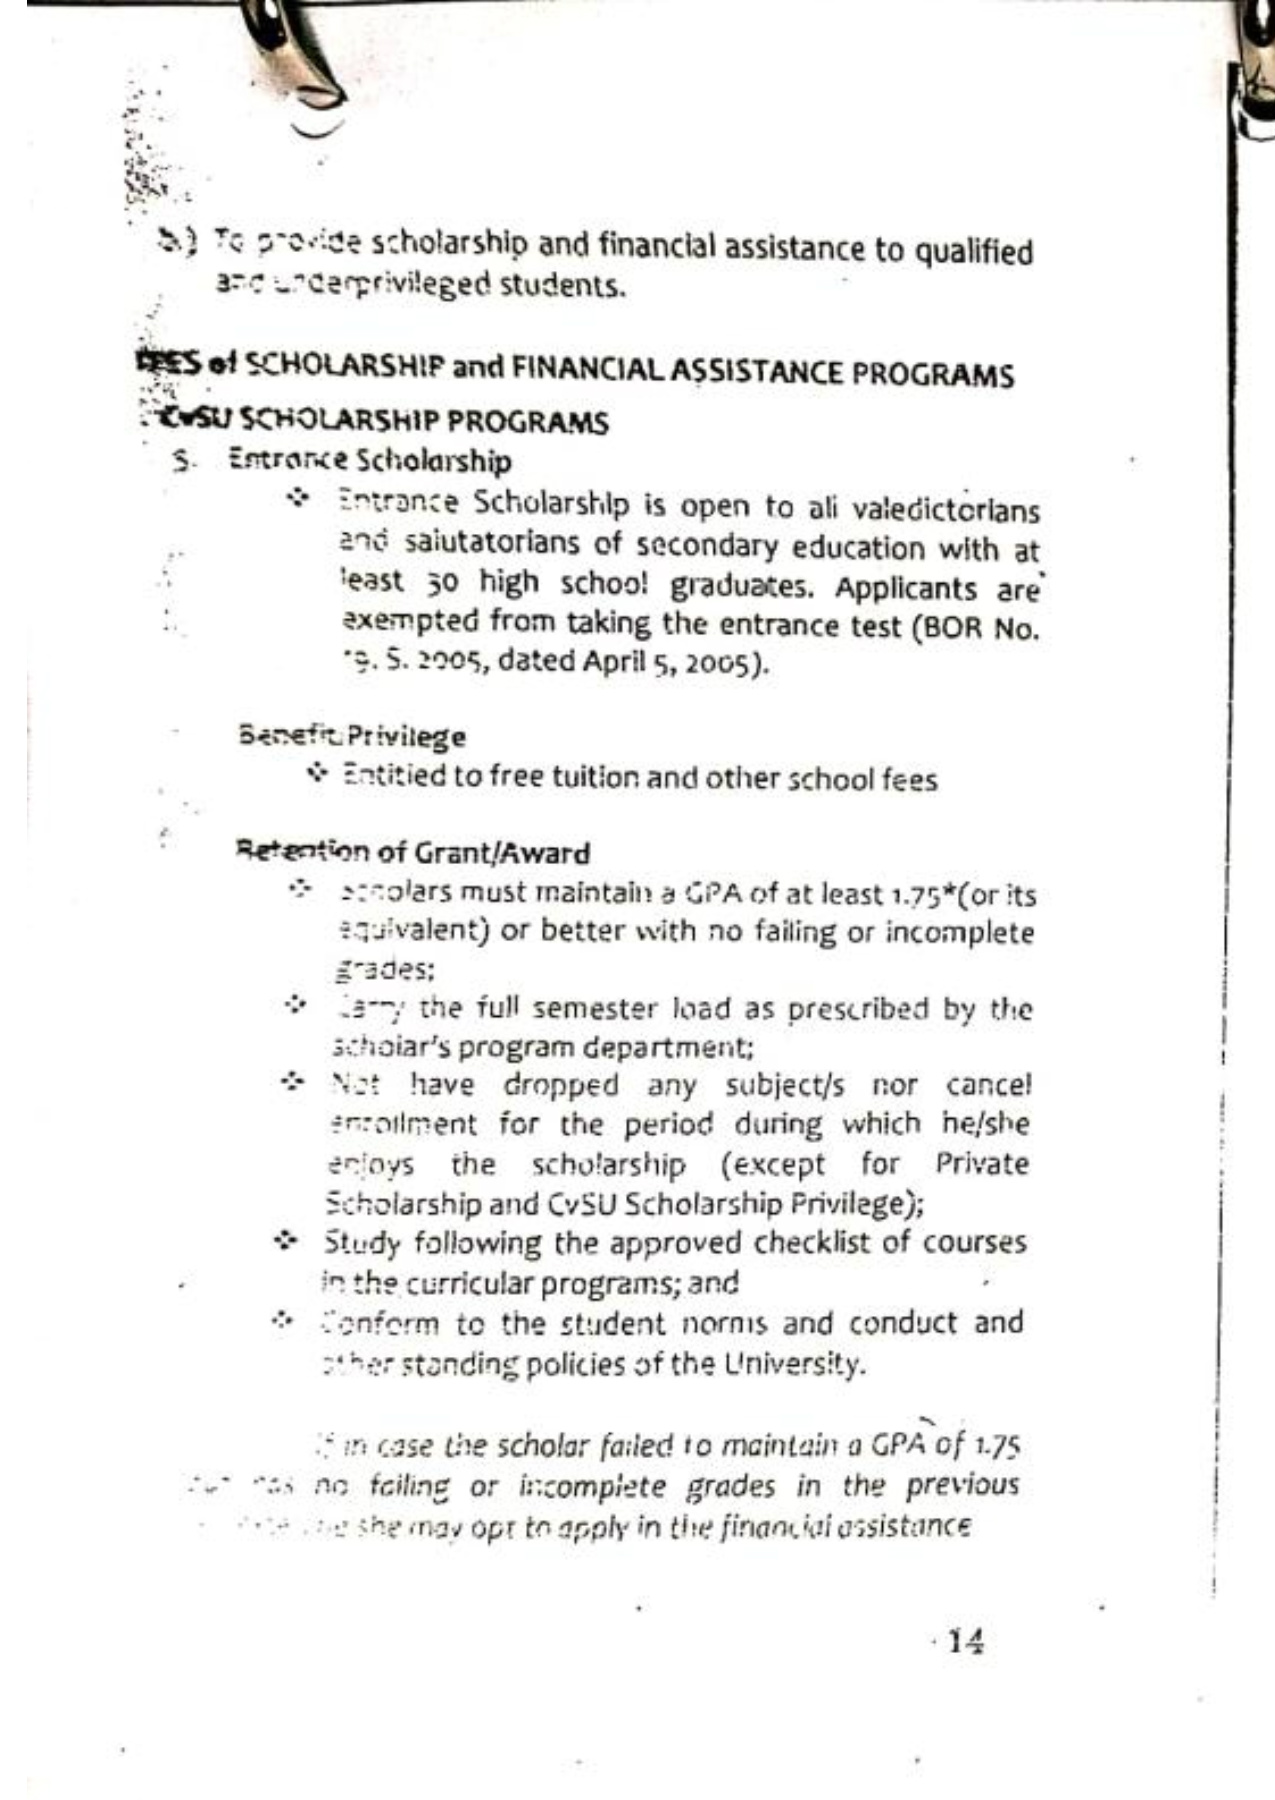 To provide scholarship and financial assistance to qualified
and underprivileged students.
of SCHOLARSHIP and FINANCIAL ASSISTANCE PROGRAMS
CvSU SCHOLARSHIP PROGRAMS
Entrance Scholarship
❖ Entrance Scholarship is open to all valedictorians
and salutatorians of secondary education with at
least 30 high school graduates. Applicants are
exempted from taking the entrance test (BOR No.
S. 2005, dated April 5, 2005).
Benefit Privilege
❖ Entitled to free tuition and other school fees
Retention of Grant/Award
❖ Scholars must maintain a GPA of at least 1.75*(or its
equivalent) or better with no failing or incomplete
grades;
❖ Carry the full semester load as prescribed by the
scholar's program department;
❖ Not have dropped any subject/s nor cancel
enrollment for the period during which he/she
enjoys the scholarship (except for Private
Scholarship and CvSU Scholarship Privilege);
❖ Study following the approved checklist of courses
in the curricular programs; and
❖ Conform to the student norms and conduct and
other standing policies of the University.
If in case the scholar failed to maintain a GPA of 1.75
no failing or incomplete grades in the previous
she may opt to apply in the financial assistance
14